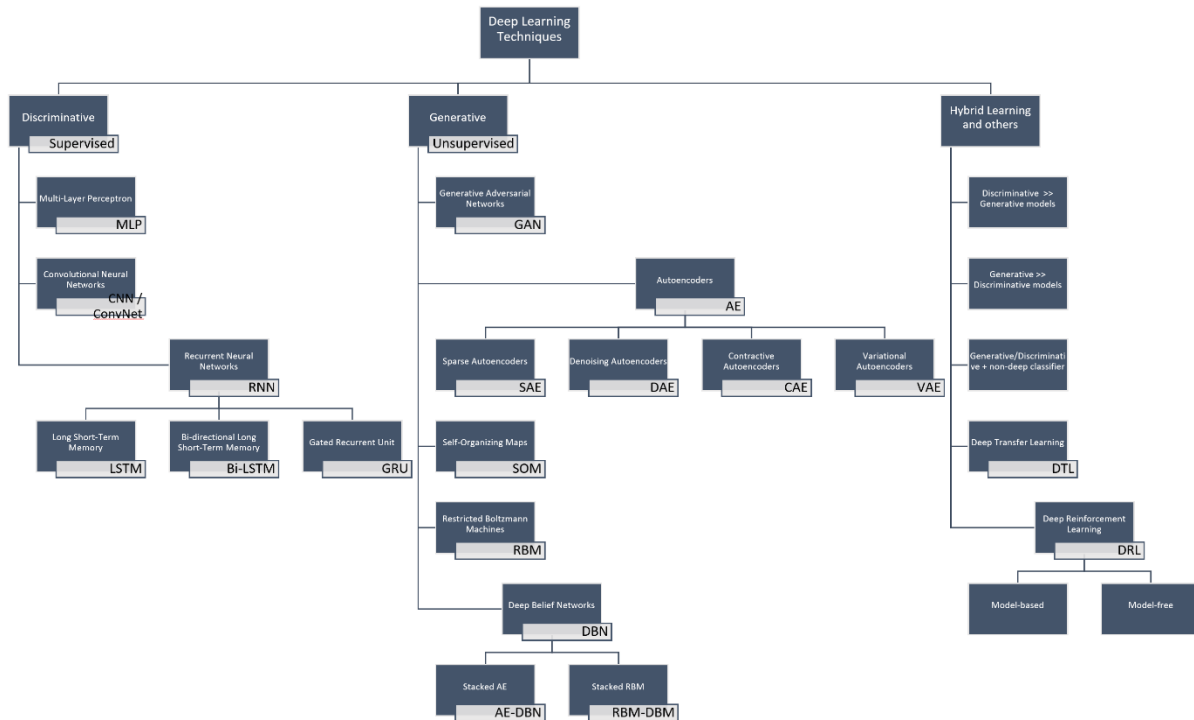 Deep Learning
Techniques
Discriminative
Supervised
Multi-Layer Perceptron
MLP
Convolutional Neural
Networks
CNN /
ConvNet
Recurrent Neural
Networks
RNN
Long Short-Term
Memory
LSTM
Bi-directional Long
Short-Term Memory
Bi-LSTM
Gated Recurrent Unit
GRU
Generative
Unsupervised
Generative Adversarial
Networks
GAN
Autoencoders
AE
Sparse Autoencoders
SAE
Denoising Autoencoders
DAE
Contractive
Autoencoders
CAE
Variational
Autoencoders
VAE
Self-Organizing Maps
SOM
Restricted Boltzmann
Machines
RBM
Deep Belief Networks
DBN
Stacked AE
AE-DBN
Stacked RBM
RBM-DBM
Hybrid Learning
and others
Discriminative >>
Generative models
Generative >>
Discriminative models
Generative/Discriminati
ve + non-deep classifier
Deep Transfer Learning
DTL
Deep Reinforcement
Learning
DRL
Model-based
Model-free